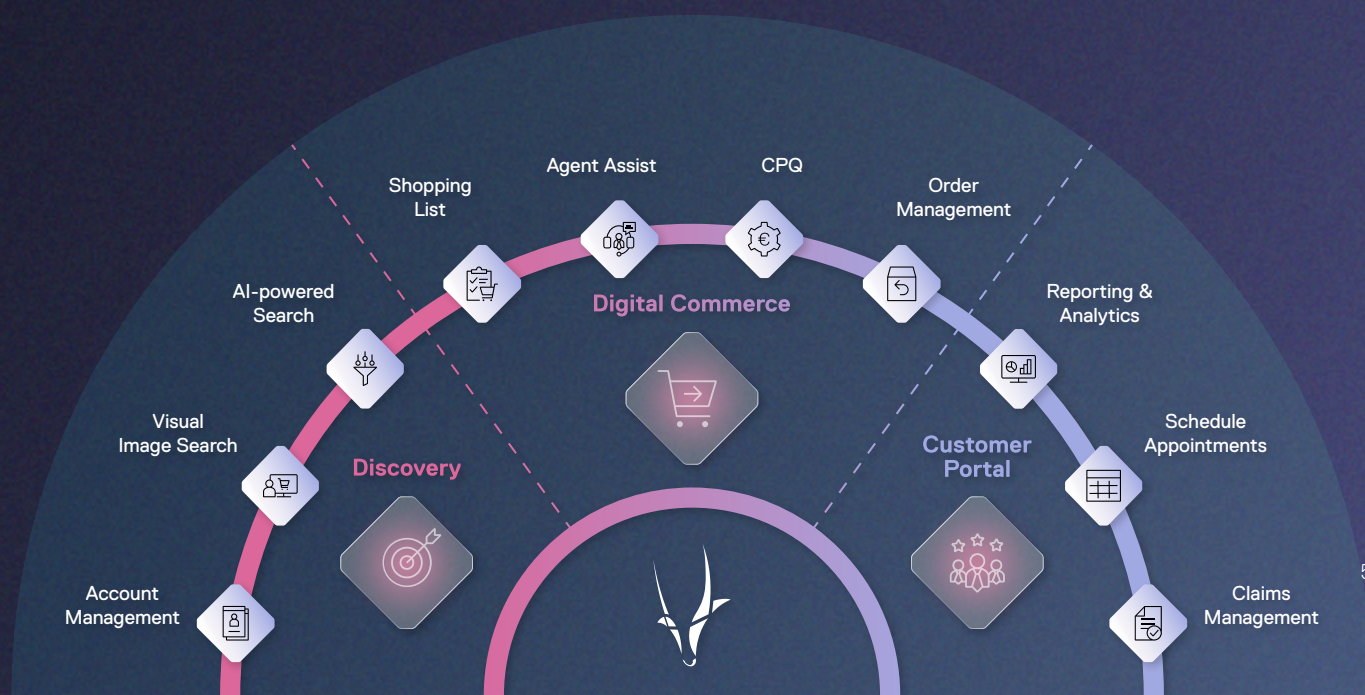 Agent Assist
CPQ
Shopping
List
Order
Management
AI-powered
Search
Reporting &
Analytics
Digital Commerce
Visual
Image Search
Schedule
Appointments
Discovery
Customer
Portal
Account
Management
Claims
Management
€